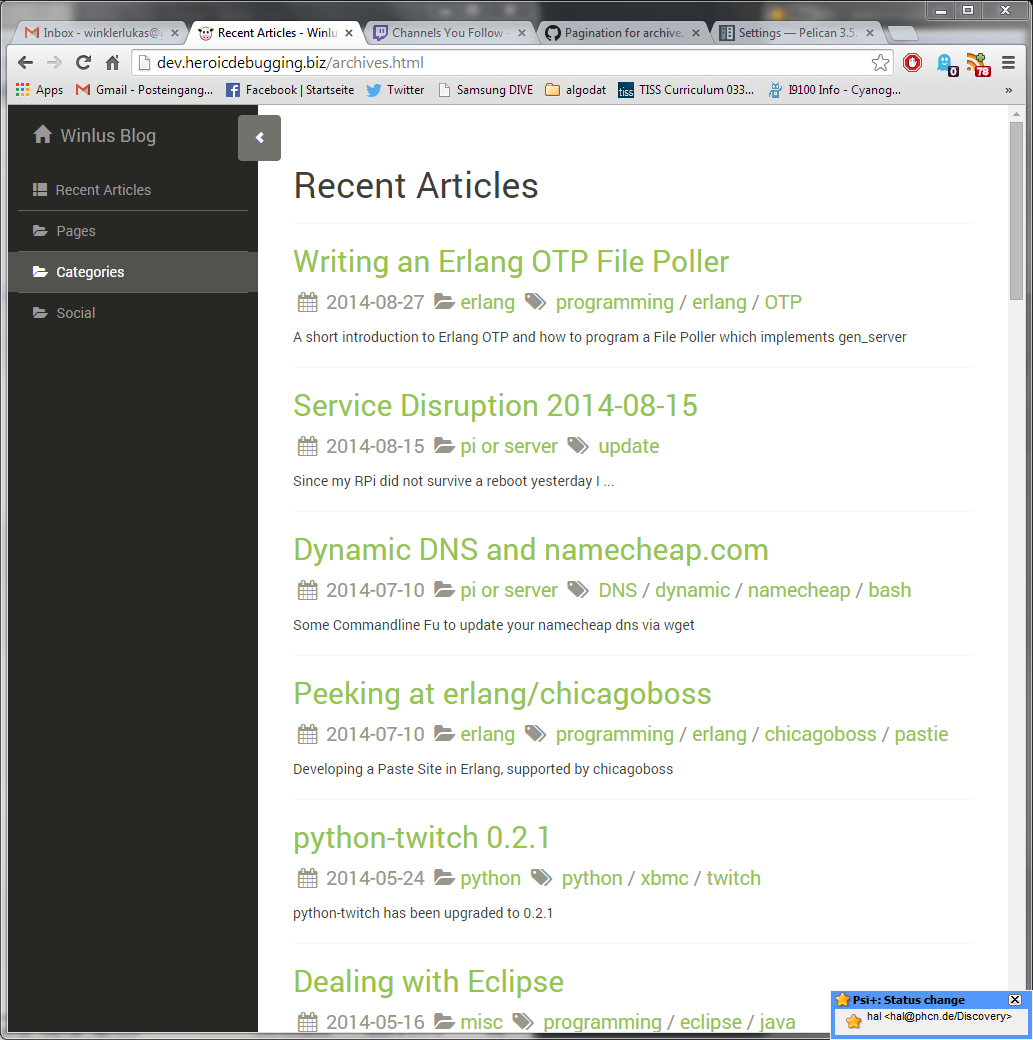 Inbox - winklerlukas@
Recent Articles - Winlu
Channels You Follow -
Pagination for archive.
Settings — Pelican 3.5.
dev.heroicdebugging.biz/archives.html
0
78
Apps
Gmail - Posteingang...
Facebook | Startseite
Twitter
Samsung DIVE
algodat
tiss
TISS Curriculum 033...
I9100 Info - Cyanog...
»
Winlus Blog
Recent Articles
Pages
Categories
Social
Recent Articles
Writing an Erlang OTP File Poller
2014-08-27 erlang programming / erlang / OTP
A short introduction to Erlang OTP and how to program a File Poller which implements gen_server
Service Disruption 2014-08-15
2014-08-15 pi or server update
Since my RPi did not survive a reboot yesterday I ...
Dynamic DNS and namecheap.com
2014-07-10 pi or server DNS / dynamic / namecheap / bash
Some Commandline Fu to update your namecheap dns via wget
Peeking at erlang/chicagoboss
2014-07-10 erlang programming / erlang / chicagoboss / pastie
Developing a Paste Site in Erlang, supported by chicagoboss
python-twitch 0.2.1
2014-05-24 python python / xbmc / twitch
python-twitch has been upgraded to 0.2.1
Dealing with Eclipse
2014-05-16 misc programming / eclipse / java
Psi+: Status change
hal <hal@phcn.de/Discovery>